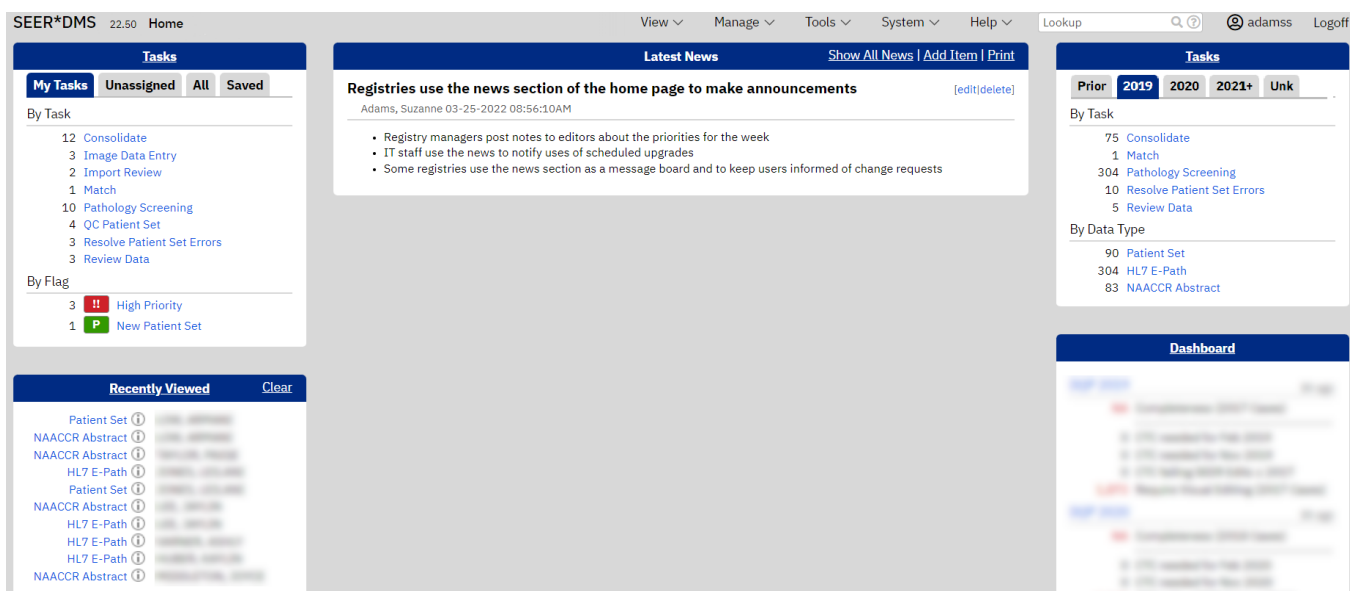 SEER*DMS 22.50 Home View Manage Tools System Help Lookup adamss Logoff
Tasks
My Tasks Unassigned All Saved
By Task
12 Consolidate
3 Image Data Entry
2 Import Review
1 Match
10 Pathology Screening
4 QC Patient Set
3 Resolve Patient Set Errors
3 Review Data
By Flag
3 !! High Priority
1 P New Patient Set
Recently Viewed Clear
Patient Set
NAACCR Abstract
NAACCR Abstract
HL7 E-Path
Patient Set
NAACCR Abstract
HL7 E-Path
HL7 E-Path
HL7 E-Path
NAACCR Abstract
Latest News Show All News | Add Item | Print
Registries use the news section of the home page to make announcements [edit|delete]
Adams, Suzanne 03-25-2022 08:56:10AM
• Registry managers post notes to editors about the priorities for the week
• IT staff use the news to notify uses of scheduled upgrades
• Some registries use the news section as a message board and to keep users informed of change requests
Tasks
Prior 2019 2020 2021+ Unk
By Task
75 Consolidate
1 Match
304 Pathology Screening
10 Resolve Patient Set Errors
5 Review Data
By Data Type
90 Patient Set
304 HL7 E-Path
83 NAACCR Abstract
Dashboard